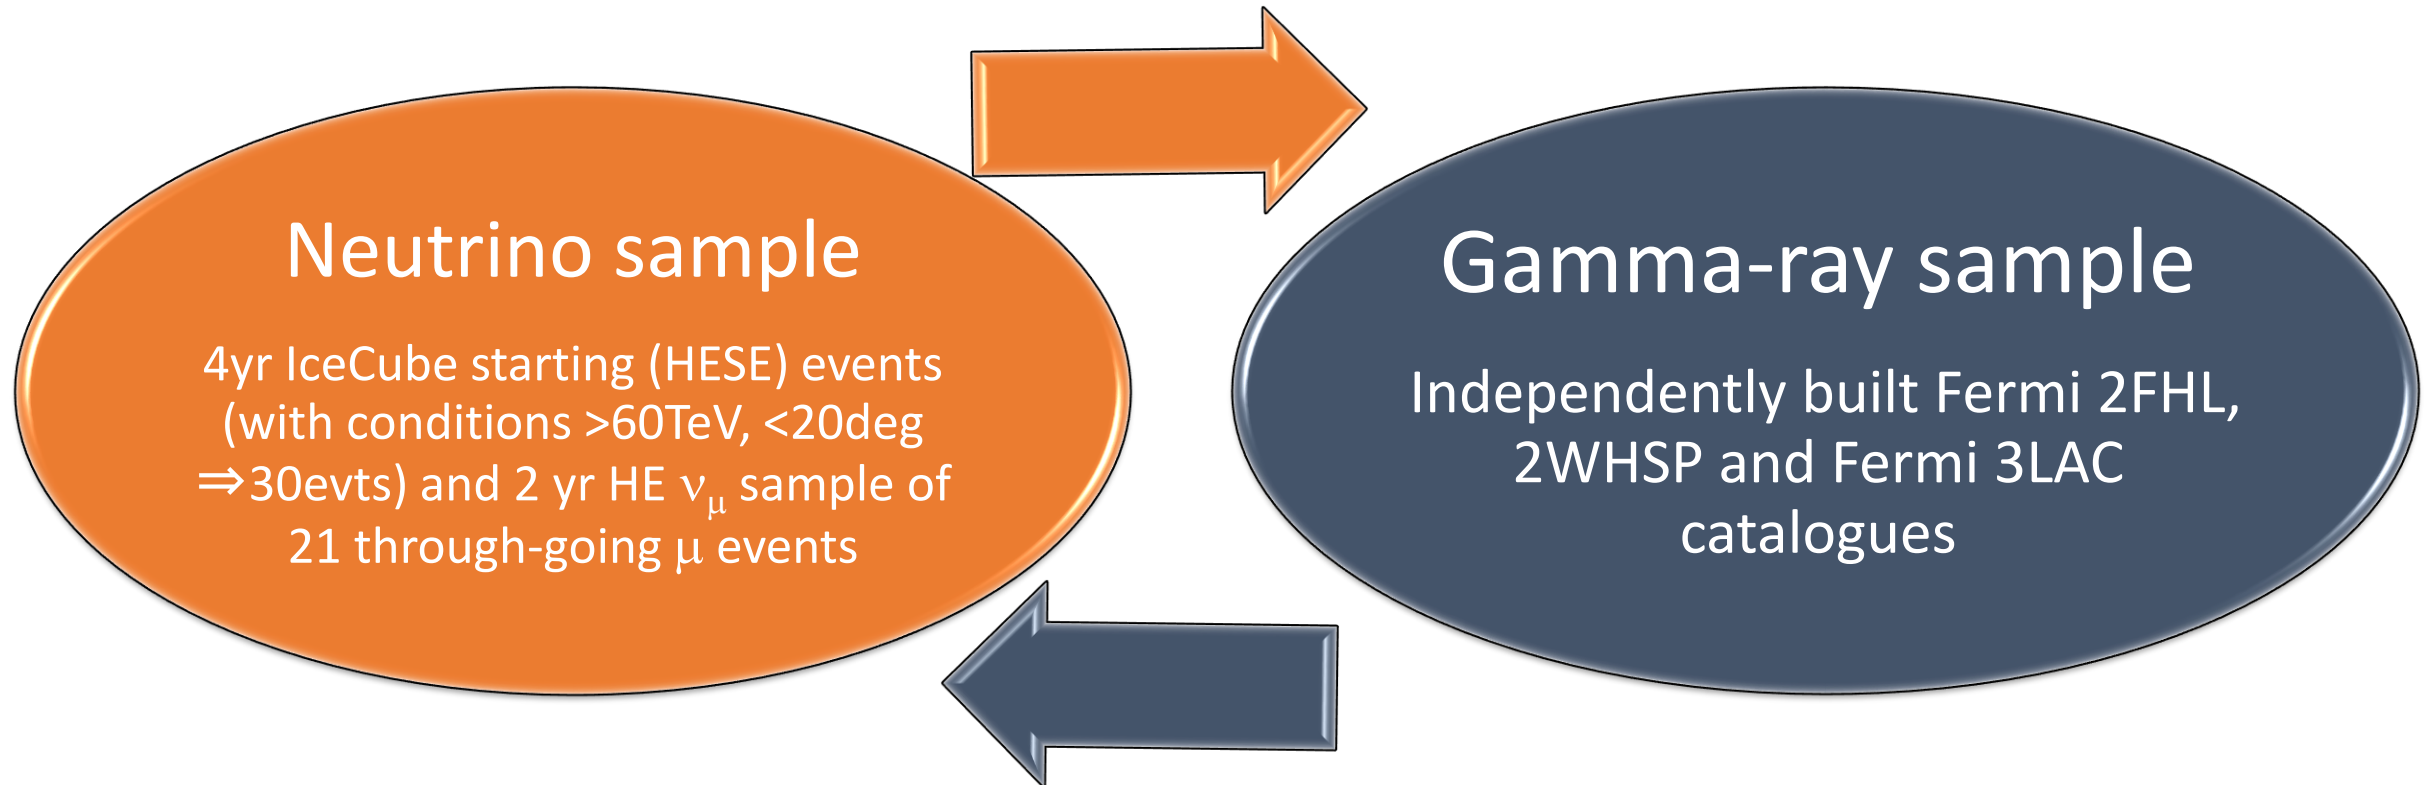 Neutrino sample
4yr IceCube starting (HESE) events
(with conditions >60TeV, <20deg
⇒30evts) and 2 yr HE νμ sample of
21 through-going μ events
Gamma-ray sample
Independently built Fermi 2FHL,
2WHSP and Fermi 3LAC
catalogues